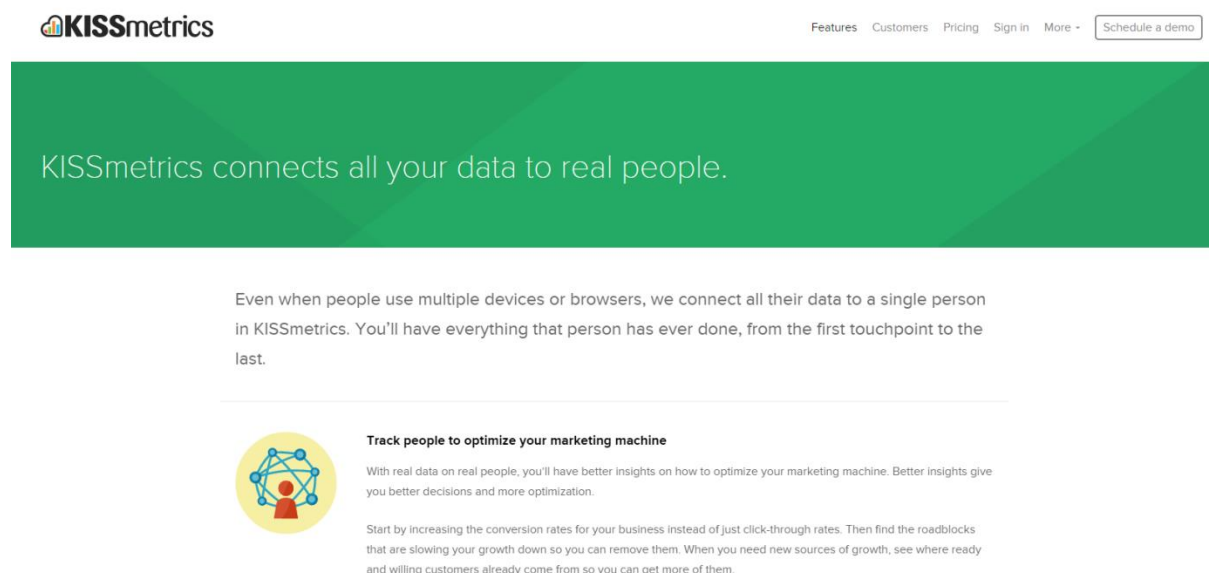 KISSmetrics
Features Customers Pricing Sign in More Schedule a demo
KISSmetrics connects all your data to real people.
Even when people use multiple devices or browsers, we connect all their data to a single person
in KISSmetrics. You'll have everything that person has ever done, from the first touchpoint to the
last.
Track people to optimize your marketing machine
With real data on real people, you'll have better insights on how to optimize your marketing machine. Better insights give
you better decisions and more optimization.
Start by increasing the conversion rates for your business instead of just click-through rates. Then find the roadblocks
that are slowing your growth down so you can remove them. When you need new sources of growth, see where ready
and willing customers already come from so you can get more of them.